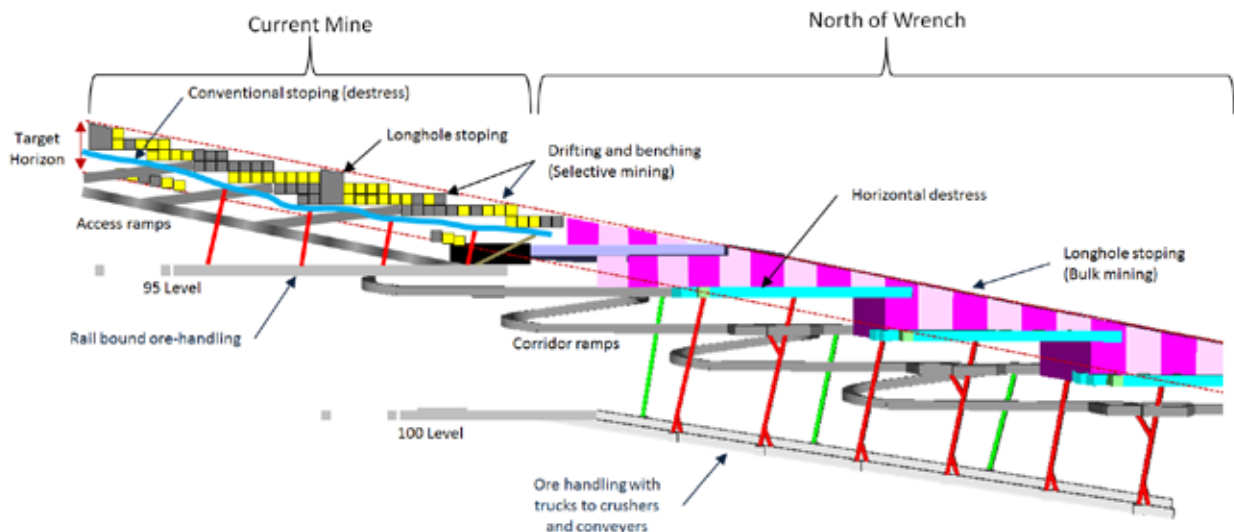 Current Mine
North of Wrench
Conventional stoping (destress)
Target
Horizon
Longhole stoping
Drifting and benching
(Selective mining)
Horizontal destress
Access ramps
Longhole stoping
(Bulk mining)
95 Level
Rail bound ore-handling
Corridor ramps
100 Level
Ore handling with
trucks to crushers
and conveyers